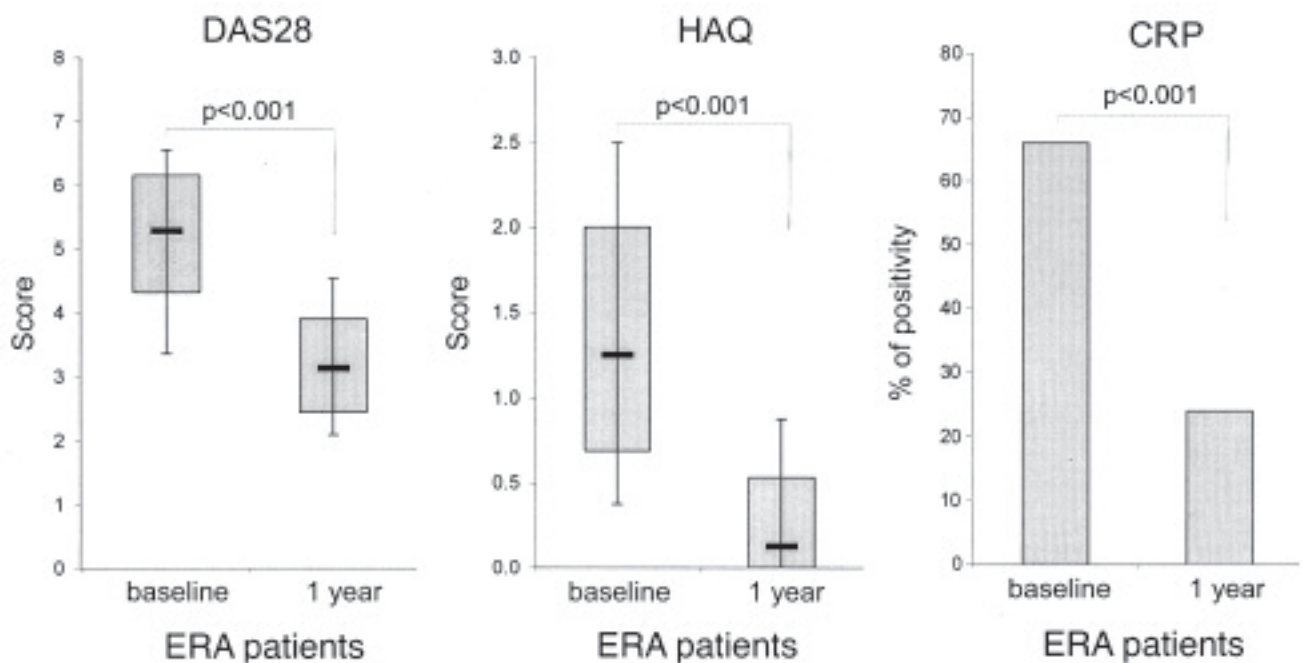 DAS28
8
7
6
5
4
3
2
1
0
Score
p<0.001
baseline
1 year
ERA patients
HAQ
3.0
2.5
2.0
1.5
1.0
0.5
0.0
Score
p<0.001
baseline
1 year
ERA patients
CRP
80
70
60
50
40
30
20
10
0
% of positivity
p<0.001
baseline
1 year
ERA patients